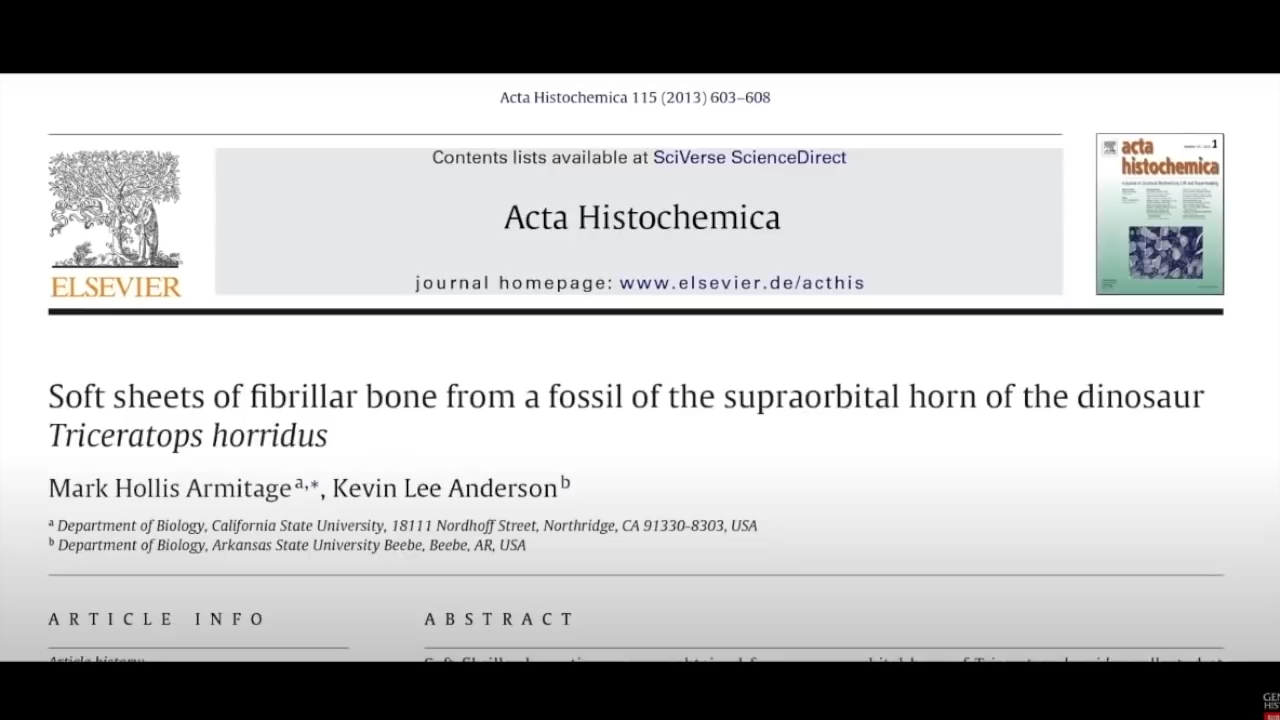 Acta Histochemica 115 (2013) 603–608
Contents lists available at SciVerse ScienceDirect
Acta Histochemica
journal homepage: www.elsevier.de/acthis
ELSEVIER
acta
histochemica
1
Soft sheets of fibrillar bone from a fossil of the supraorbital horn of the dinosaur
Triceratops horridus
Mark Hollis Armitage a,*, Kevin Lee Anderson b
a Department of Biology, California State University, 18111 Nordhoff Street, Northridge, CA 91330-8303, USA
b Department of Biology, Arkansas State University Beebe, Beebe, AR, USA
ARTICLE INFO
ABSTRACT
Article history: